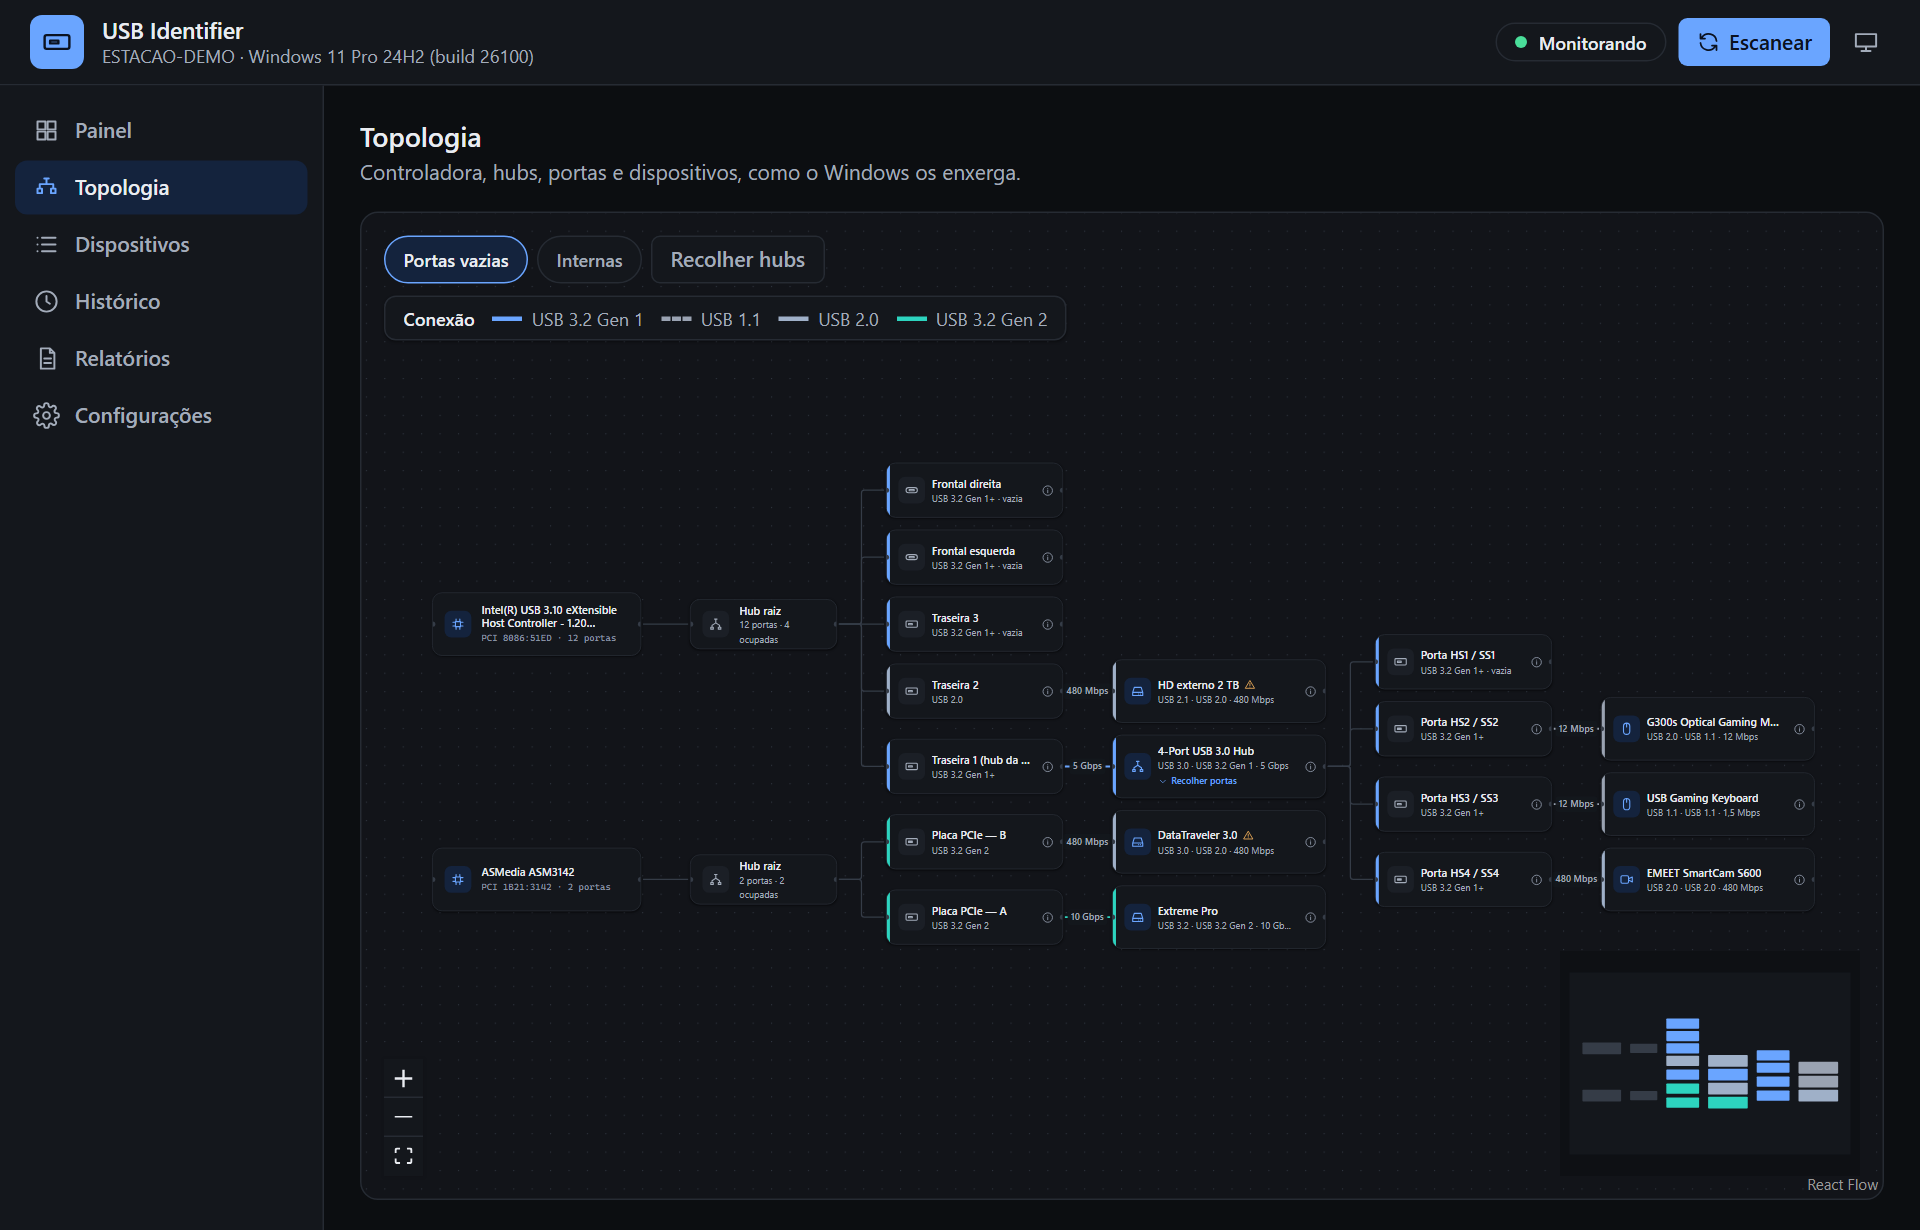 USB Identifier
ESTACAO-DEMO · Windows 11 Pro 24H2 (build 26100)
Monitorando
Escanear
Painel
Topologia
Dispositivos
Histórico
Relatórios
Configurações
Topologia
Controladora, hubs, portas e dispositivos, como o Windows os enxerga.
Portas vazias
Internas
Recolher hubs
Conexão
USB 3.2 Gen 1
USB 1.1
USB 2.0
USB 3.2 Gen 2
Intel(R) USB 3.10 eXtensible
Host Controller - 1.20...
PCI 8086:51ED · 12 portas
Hub raiz
12 portas · 4
ocupadas
Frontal direita
USB 3.2 Gen 1+ · vazia
Frontal esquerda
USB 3.2 Gen 1+ · vazia
Traseira 3
USB 3.2 Gen 1+ · vazia
Traseira 2
USB 2.0
480 Mbps
HD externo 2 TB
USB 2.1 · USB 2.0 · 480 Mbps
Traseira 1 (hub da ...
USB 3.2 Gen 1+
5 Gbps
4-Port USB 3.0 Hub
USB 3.0 · USB 3.2 Gen 1 · 5 Gbps
Recolher portas
Porta HS1 / SS1
USB 3.2 Gen 1+ · vazia
Porta HS2 / SS2
USB 3.2 Gen 1+
12 Mbps
G300s Optical Gaming M...
USB 2.0 · USB 1.1 · 12 Mbps
Porta HS3 / SS3
USB 3.2 Gen 1+
12 Mbps
USB Gaming Keyboard
USB 1.1 · USB 1.1 · 1,5 Mbps
Porta HS4 / SS4
USB 3.2 Gen 1+
480 Mbps
EMEET SmartCam S600
USB 2.0 · USB 2.0 · 480 Mbps
ASMedia ASM3142
PCI 1B21:3142 · 2 portas
Hub raiz
2 portas · 2
ocupadas
Placa PCIe — B
USB 3.2 Gen 2
480 Mbps
DataTraveler 3.0
USB 3.0 · USB 2.0 · 480 Mbps
Placa PCIe — A
USB 3.2 Gen 2
10 Gbps
Extreme Pro
USB 3.2 · USB 3.2 Gen 2 · 10 Gb...
React Flow